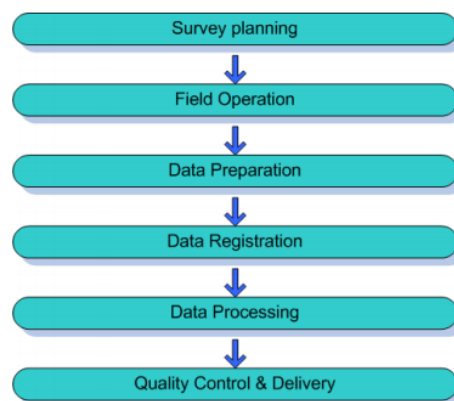 Survey planning
Field Operation
Data Preparation
Data Registration
Data Processing
Quality Control & Delivery